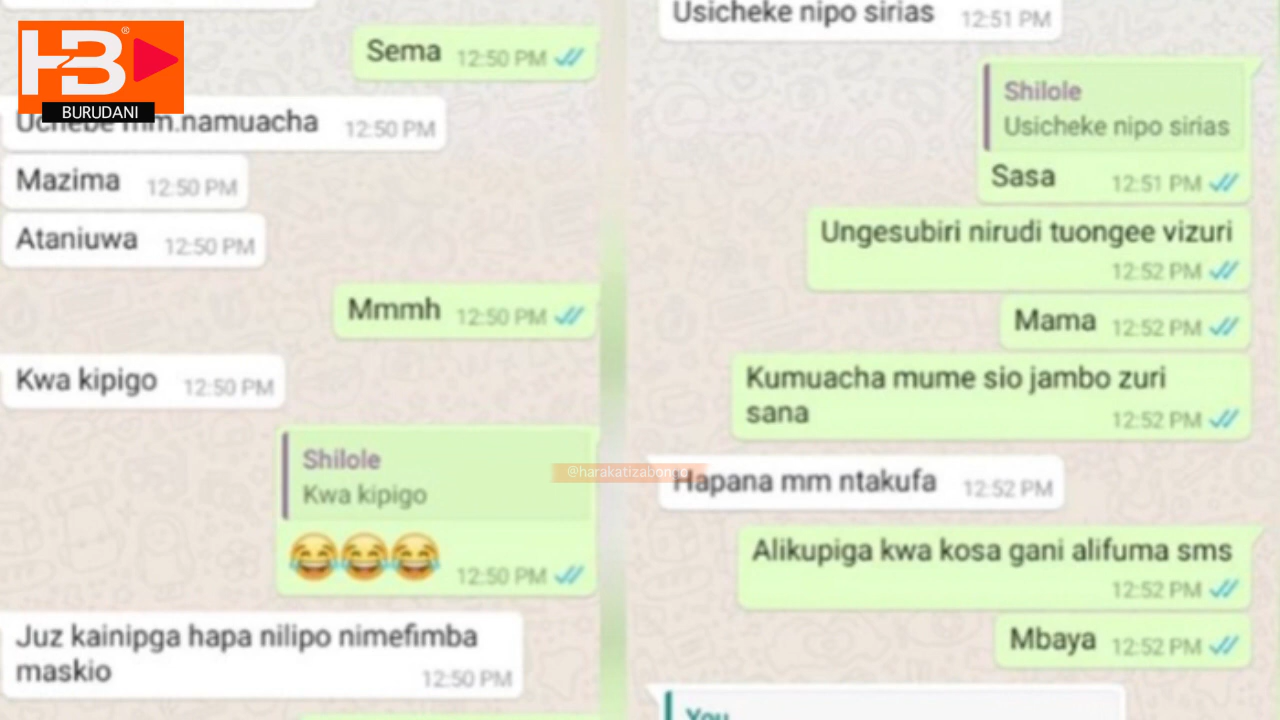 HB®
BURUDANI
Sema 12:50 PM
Uchebe mm.namuacha 12:50 PM
Mazima 12:50 PM
Ataniuwa 12:50 PM
Mmmh 12:50 PM
Kwa kipigo 12:50 PM
Shilole
Kwa kipigo
😂😂😂 12:50 PM
Juz kainipga hapa nilipo nimefimba
maskio 12:50 PM
@harakatizabongo
Usicheke nipo sirias 12:51 PM
Shilole
Usicheke nipo sirias
Sasa 12:51 PM
Ungesubiri nirudi tuongee vizuri
12:52 PM
Mama 12:52 PM
Kumuacha mume sio jambo zuri
sana 12:52 PM
Hapana mm ntakufa 12:52 PM
Alikupiga kwa kosa gani alifuma sms
12:52 PM
Mbaya 12:52 PM
You